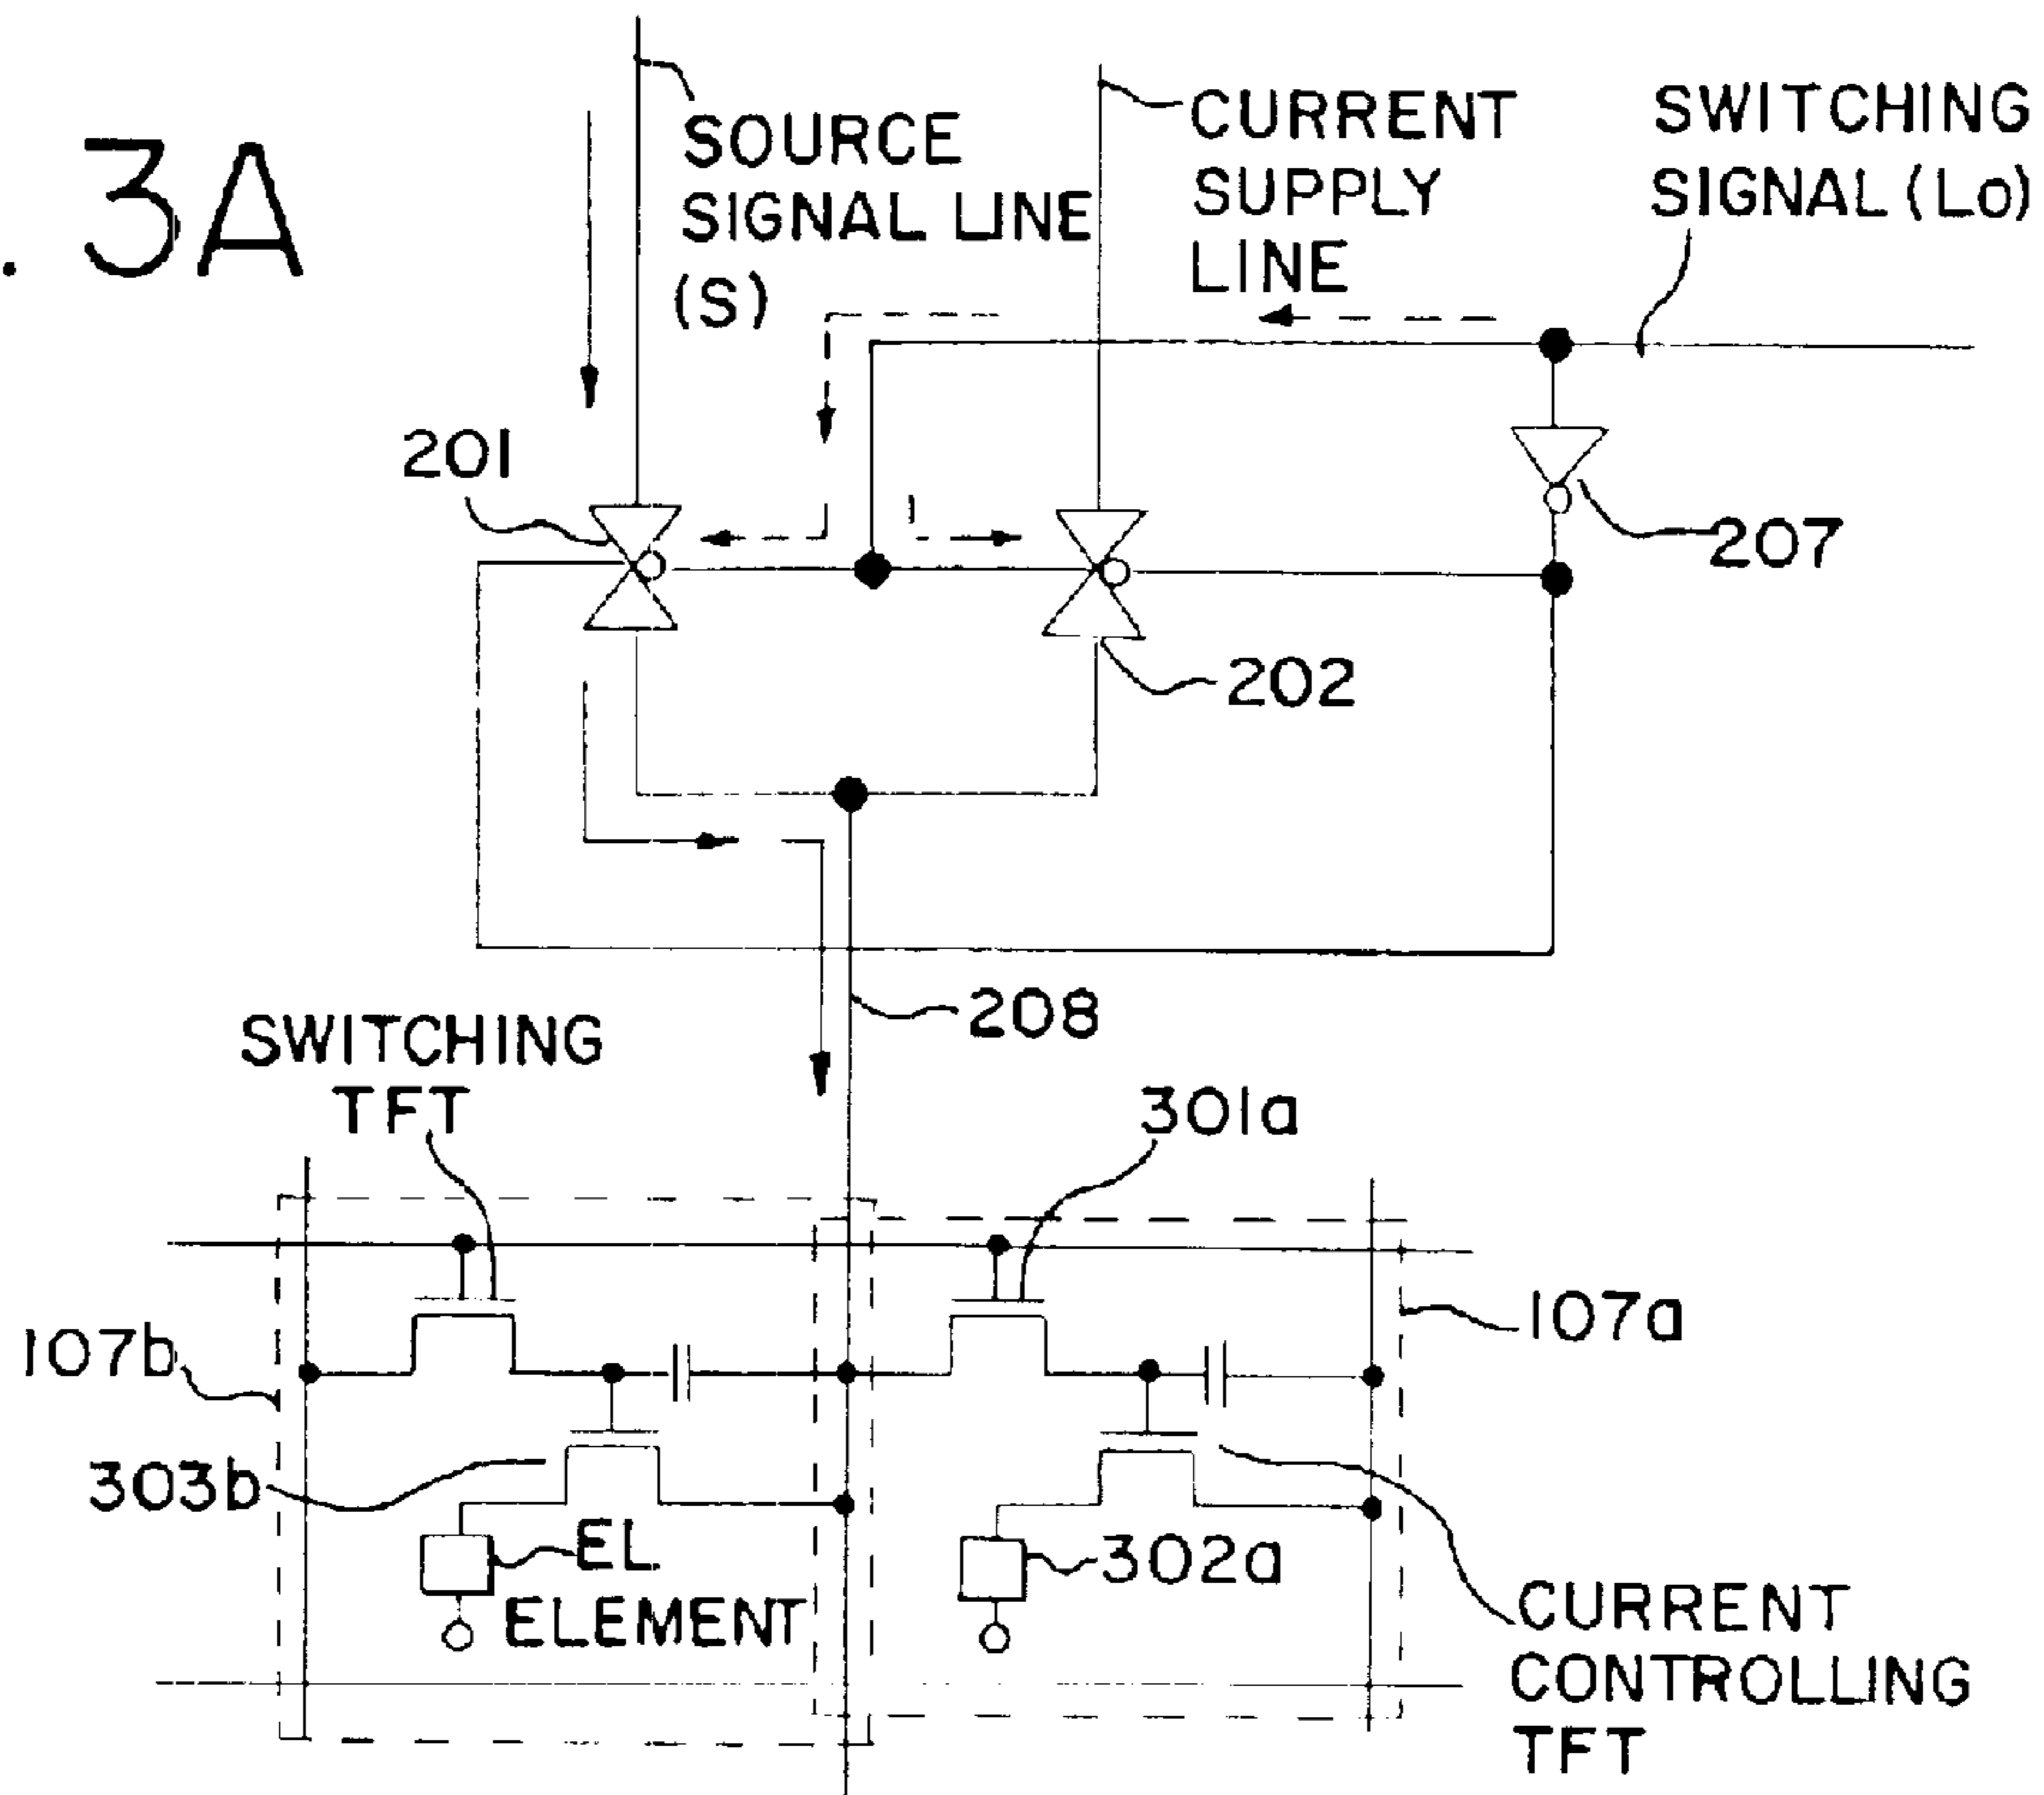 . 3A
SOURCE
SIGNAL LINE
(S)
CURRENT
SUPPLY
LINE
SWITCHING
SIGNAL (Lo)
201
207
202
208
SWITCHING
TFT
301a
107b
107a
303b
EL
ELEMENT
302a
CURRENT
CONTROLLING
TFT